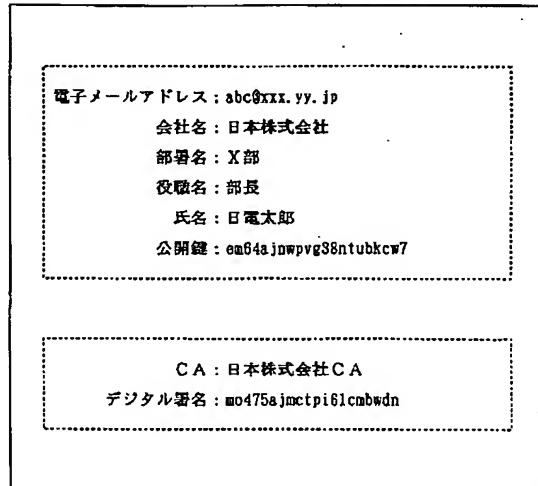 電子メールアドレス：abc@xxx.yy.jp
会社名：日本株式会社
部署名：X部
役職名：部長
氏名：日電太郎
公開鍵：em64ajnwpvg38ntubkcw7
CA：日本株式会社CA
デジタル署名：mo475ajmctpi61cmbwdn